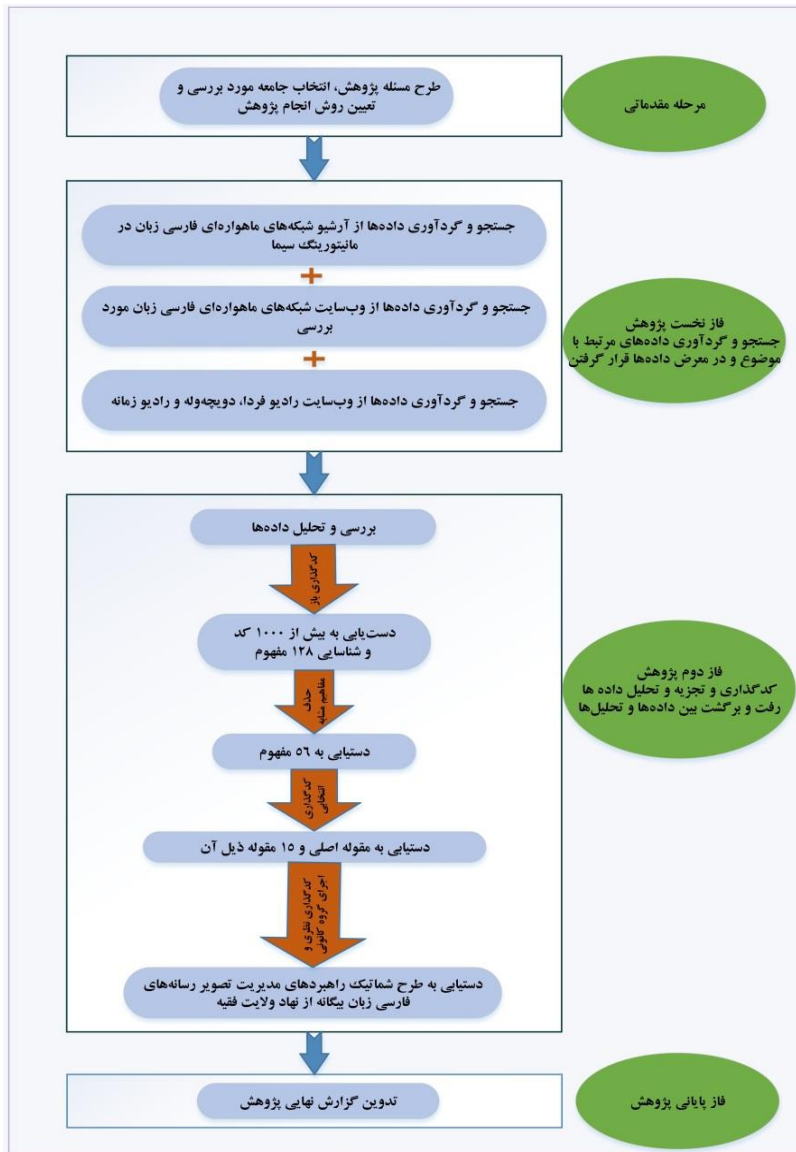 مرحله مقدماتی
طرح مسئله پژوهش، انتخاب جامعه مورد بررسی و
تعیین روش انجام پژوهش
فاز نخست پژوهش
جستجو و گردآوری داده‌های مرتبط با
موضوع و در معرض داده‌ها قرار گرفتن
جستجو و گردآوری داده‌ها از آرشیو شبکه‌های ماهواره‌ای فارسی زبان در
مانیتورینگ سیما
+
جستجو و گردآوری داده‌ها از وب‌سایت شبکه‌های ماهواره‌ای فارسی زبان مورد
بررسی
+
جستجو و گردآوری داده‌ها از وب‌سایت رادیو فردا، دویچه‌وله و رادیو زمانه
فاز دوم پژوهش
کدگذاری و تجزیه و تحلیل داده ها
رفت و برگشت بین داده‌ها و تحلیل‌ها
بررسی و تحلیل داده‌ها
کدگذاری باز
دست‌یابی به بیش از ۱۰۰۰ کد
و شناسایی ۱۲۸ مفهوم
حذف
مفاهیم مشابه
دستیابی به ۵۶ مفهوم
کدگذاری
انتخابی
دستیابی به مقوله اصلی و ۱۵ مقوله ذیل آن
کدگذاری نظری و
اجرای گروه کانونی
دستیابی به طرح شماتیک راهبردهای مدیریت تصویر رسانه‌های
فارسی زبان بیگانه از نهاد ولایت فقیه
فاز پایانی پژوهش
تدوین گزارش نهایی پژوهش